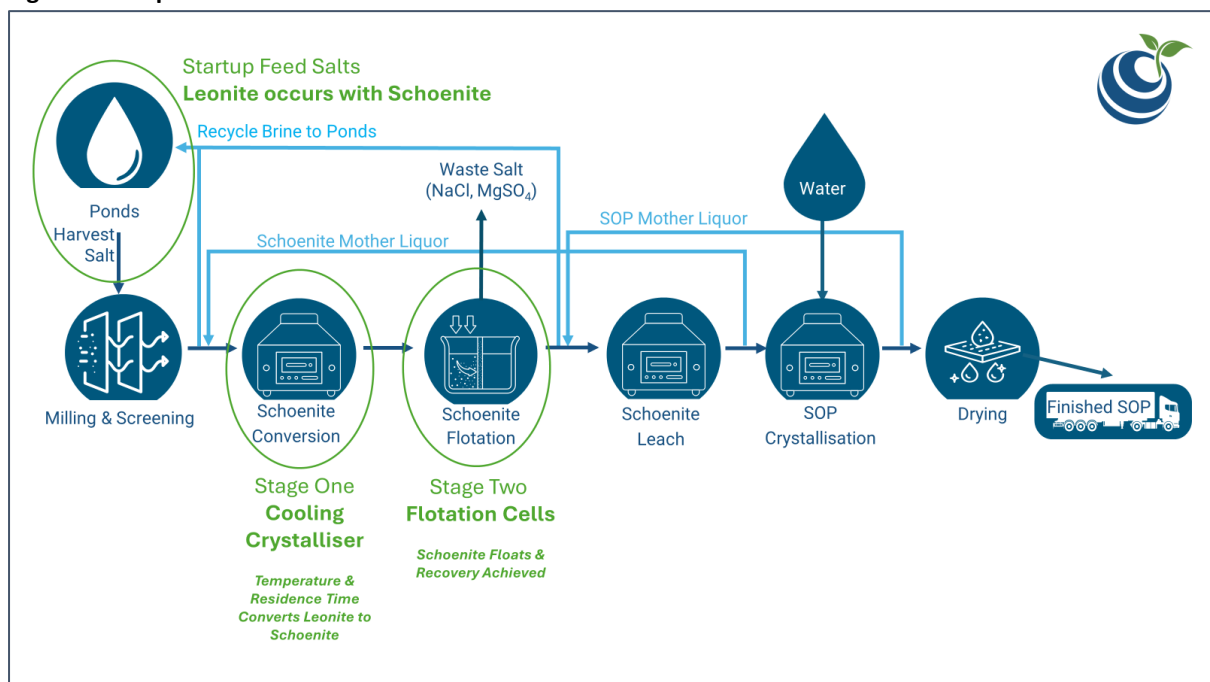 Startup Feed Salts
Leonite occurs with Schoenite
Recycle Brine to Ponds
Waste Salt
(NaCl, MgSO₄)
Water
Ponds
Harvest
Salt
Schoenite Mother Liquor
SOP Mother Liquor
Milling & Screening
Schoenite
Conversion
Schoenite
Flotation
Schoenite
Leach
SOP
Crystallisation
Drying
Finished SOP
Stage One
Cooling
Crystalliser
Temperature &
Residence Time
Converts Leonite to
Schoenite
Stage Two
Flotation Cells
Schoenite Floats &
Recovery Achieved